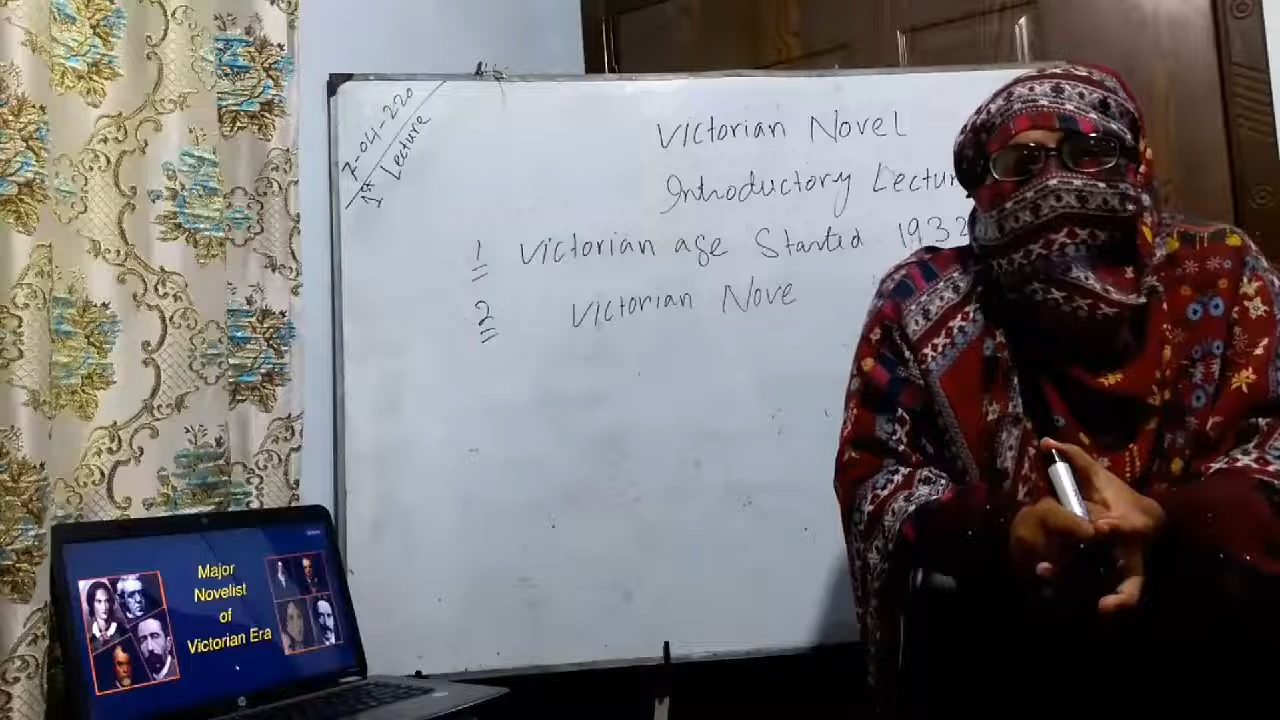 7-04-220
1st Lecture
Victorian Novel
Introductory Lectur
1 Victorian age Started 1932
2 Victorian Nove
Major
Novelist
of
Victorian Era